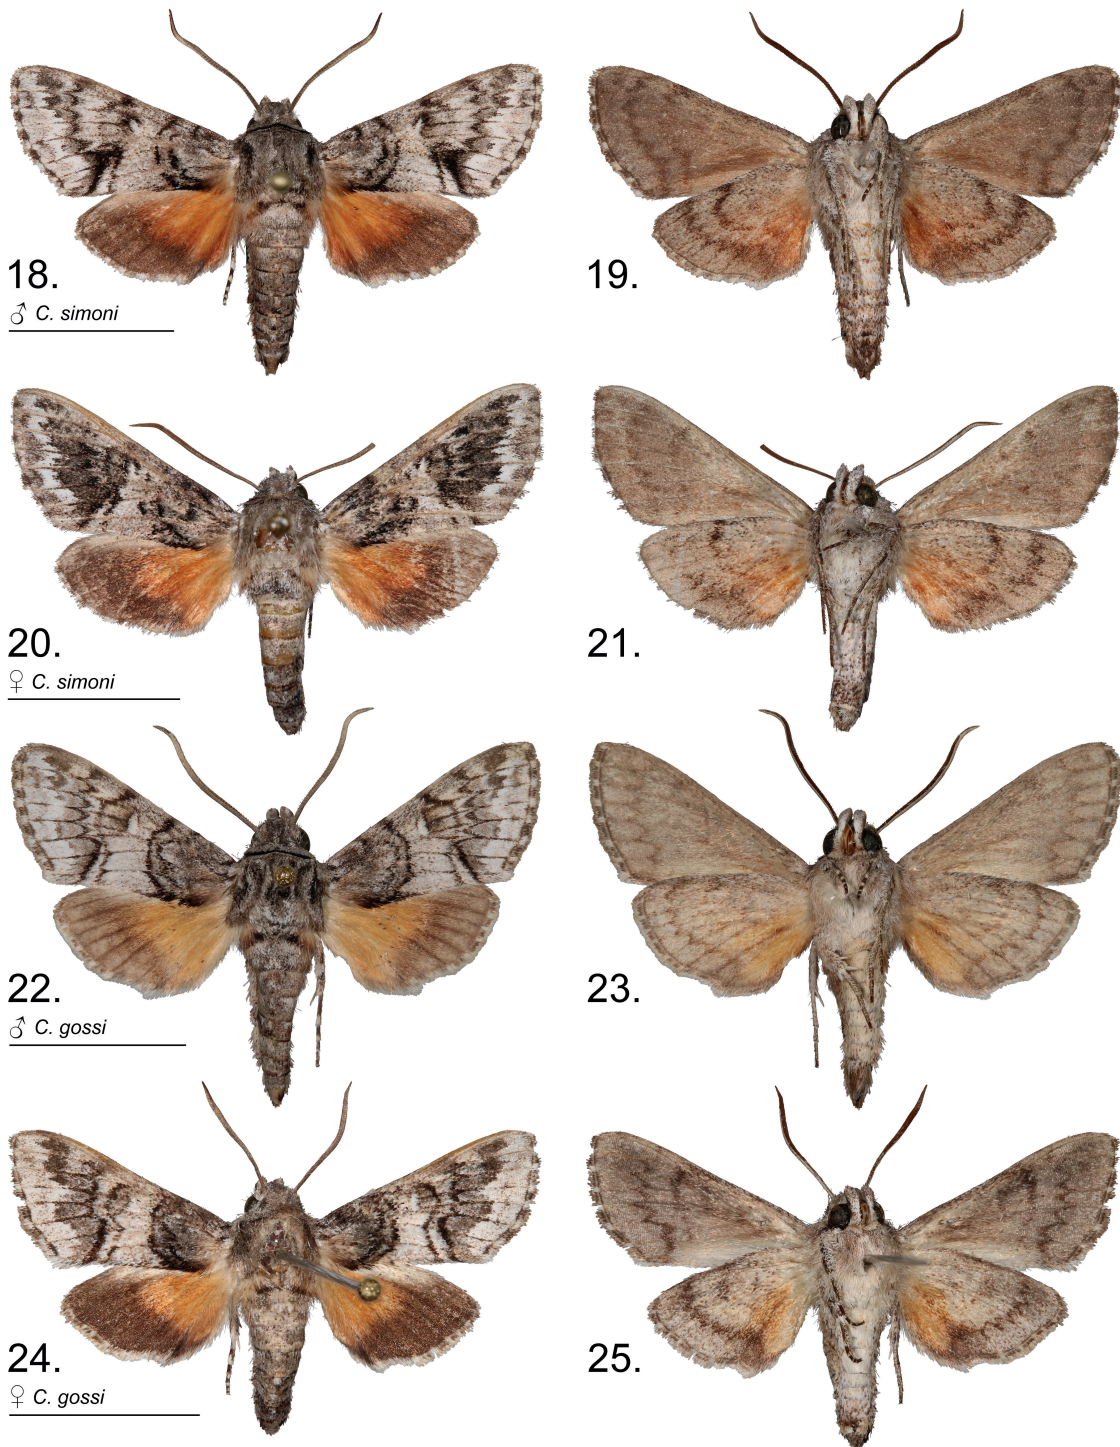 18.
♂ C. simoni
19.
20.
♀ C. simoni
21.
22.
♂ C. gossi
23.
24.
♀ C. gossi
25.